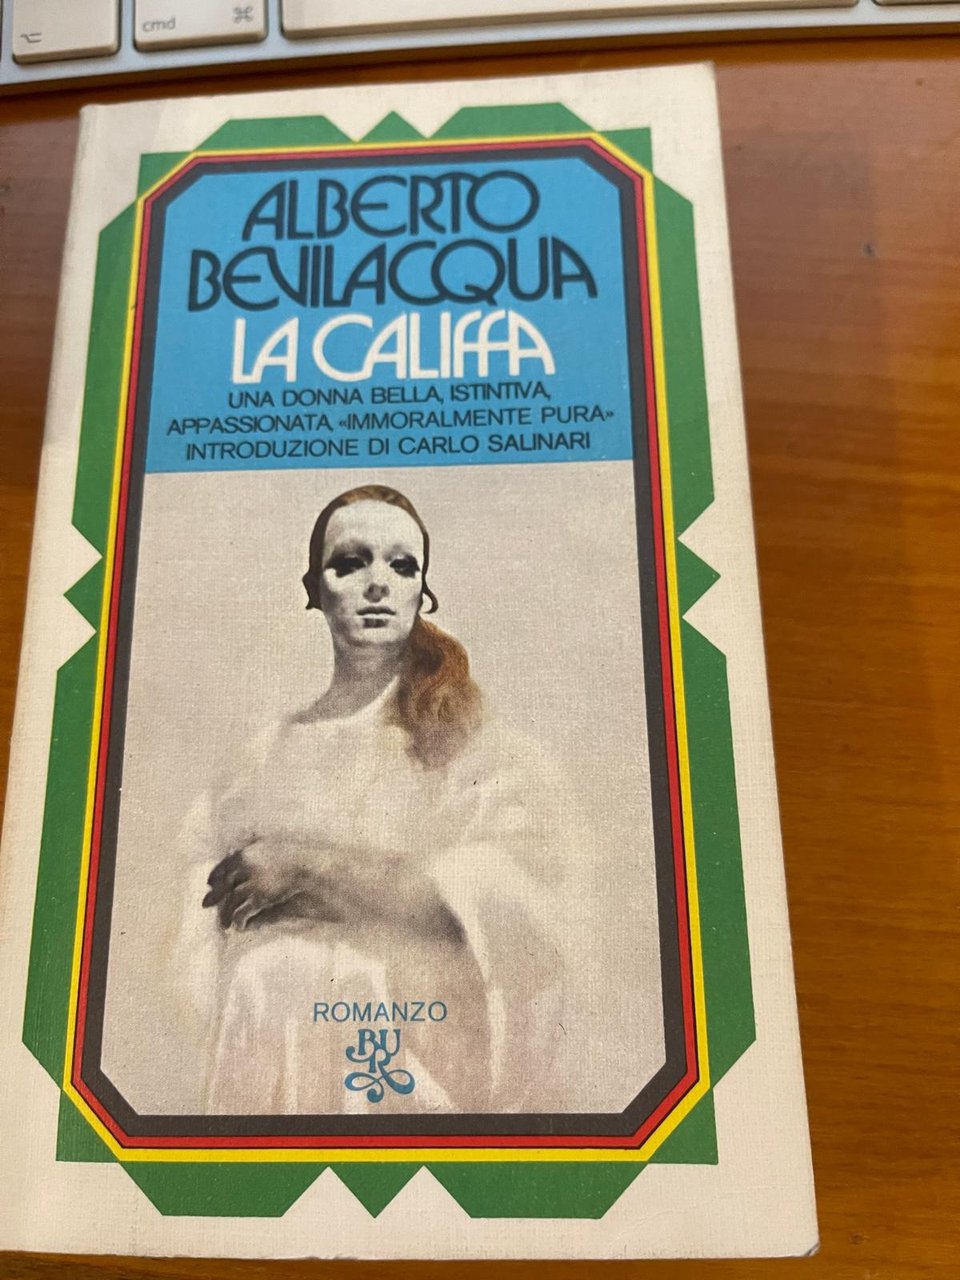 ⌥
cmd ⌘
ALBERTO
BEVILACQUA
LA CALIFFA
UNA DONNA BELLA, ISTINTIVA,
APPASSIONATA, «IMMORALMENTE PURA»
INTRODUZIONE DI CARLO SALINARI
ROMANZO
BUR